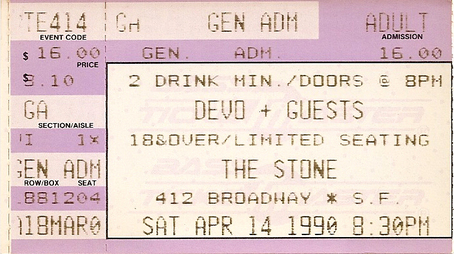 TE414 GA GEN ADM ADULT
EVENT CODE ADMISSION
$ 16.00 GEN. ADM. 16.00
PRICE
$ 3.10 2 DRINK MIN./DOORS @ 8PM
GA DEVO + GUESTS
SECTION/AISLE
1X 18&OVER/LIMITED SEATING
GEN ADM THE STONE
ROW/BOX SEAT
881204 412 BROADWAY * S.F.
18MAR0 SAT APR 14 1990 8:30PM